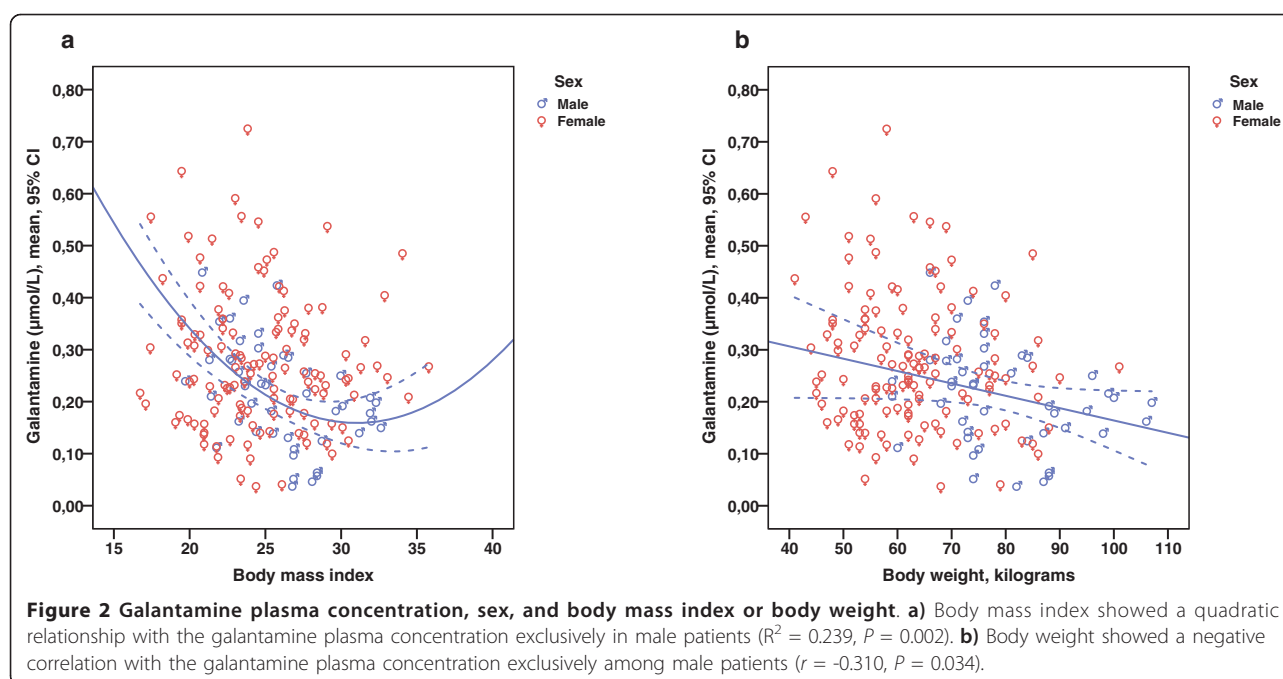 a
b
Galantamine (µmol/L), mean, 95% CI
0,80
0,70
0,60
0,50
0,40
0,30
0,20
0,10
0,00
15 20 25 30 35 40
Body mass index
Sex
Male
Female
Galantamine (µmol/L), mean, 95% CI
0,80
0,70
0,60
0,50
0,40
0,30
0,20
0,10
0,00
40 50 60 70 80 90 100 110
Body weight, kilograms
Sex
Male
Female
Figure 2 Galantamine plasma concentration, sex, and body mass index or body weight. a) Body mass index showed a quadratic
relationship with the galantamine plasma concentration exclusively in male patients (R² = 0.239, P = 0.002). b) Body weight showed a negative
correlation with the galantamine plasma concentration exclusively among male patients (r = -0.310, P = 0.034).